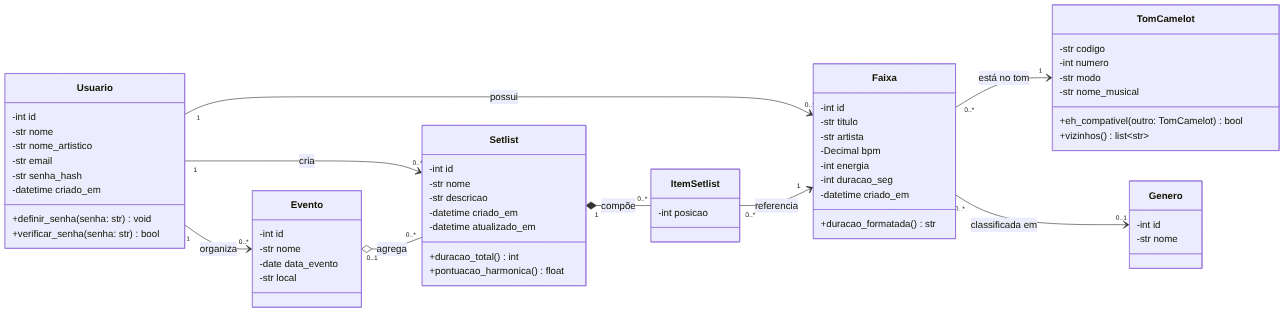 Usuario
-int id
-str nome
-str nome_artistico
-str email
-str senha_hash
-datetime criado_em
+definir_senha(senha: str) : void
+verificar_senha(senha: str) : bool
1
possui
0..*
1
cria
0..*
1
organiza
0..*
Evento
-int id
-str nome
-date data_evento
-str local
0..1
agrega
0..*
Setlist
-int id
-str nome
-str descricao
-datetime criado_em
-datetime atualizado_em
+duracao_total() : int
+pontuacao_harmonica() : float
1
compõe
0..*
ItemSetlist
-int posicao
0..*
referencia
1
Faixa
-int id
-str titulo
-str artista
-Decimal bpm
-int energia
-int duracao_seg
-datetime criado_em
+duracao_formatada() : str
0..*
está no tom
1
TomCamelot
-str codigo
-int numero
-str modo
-str nome_musical
+eh_compativel(outro: TomCamelot) : bool
+vizinhos() : list<str>
0..*
classificada em
0..1
Genero
-int id
-str nome